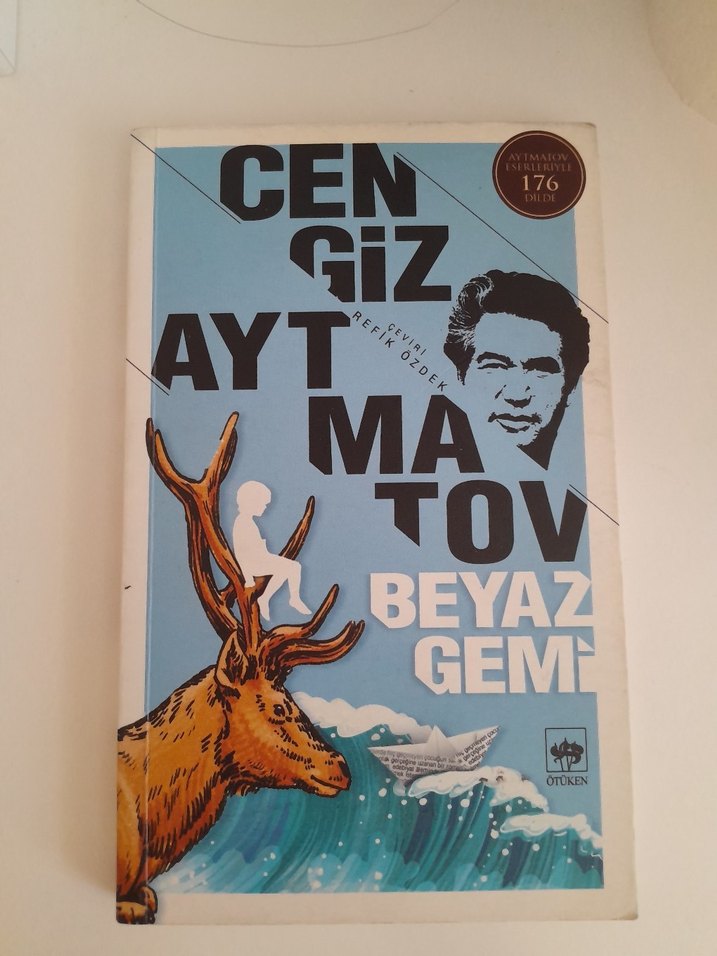 AYTMATOV
ESERLERİYLE
176
DİLDE
CEN
GİZ
AYT
MA
TOV
ÇEVİRİ
REFİK ÖZDEK
BEYAZ
GEMİ
ÖTÜKEN